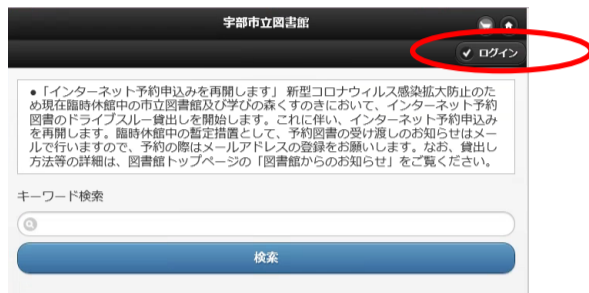 宇部市立図書館
ログイン
●「インターネット予約申込みを再開します」 新型コロナウィルス感染拡大防止のた
め現在臨時休館中の市立図書館及び学びの森くすのきにおいて、インターネット予約
図書のドライブスルー貸出しを開始します。これに伴い、インターネット予約申込み
を再開します。臨時休館中の暫定措置として、予約図書の受け渡しのお知らせはメー
ルで行いますので、予約の際はメールアドレスの登録をお願いします。なお、貸出し
方法等の詳細は、図書館トップページの「図書館からのお知らせ」をご覧ください。
キーワード検索
検索